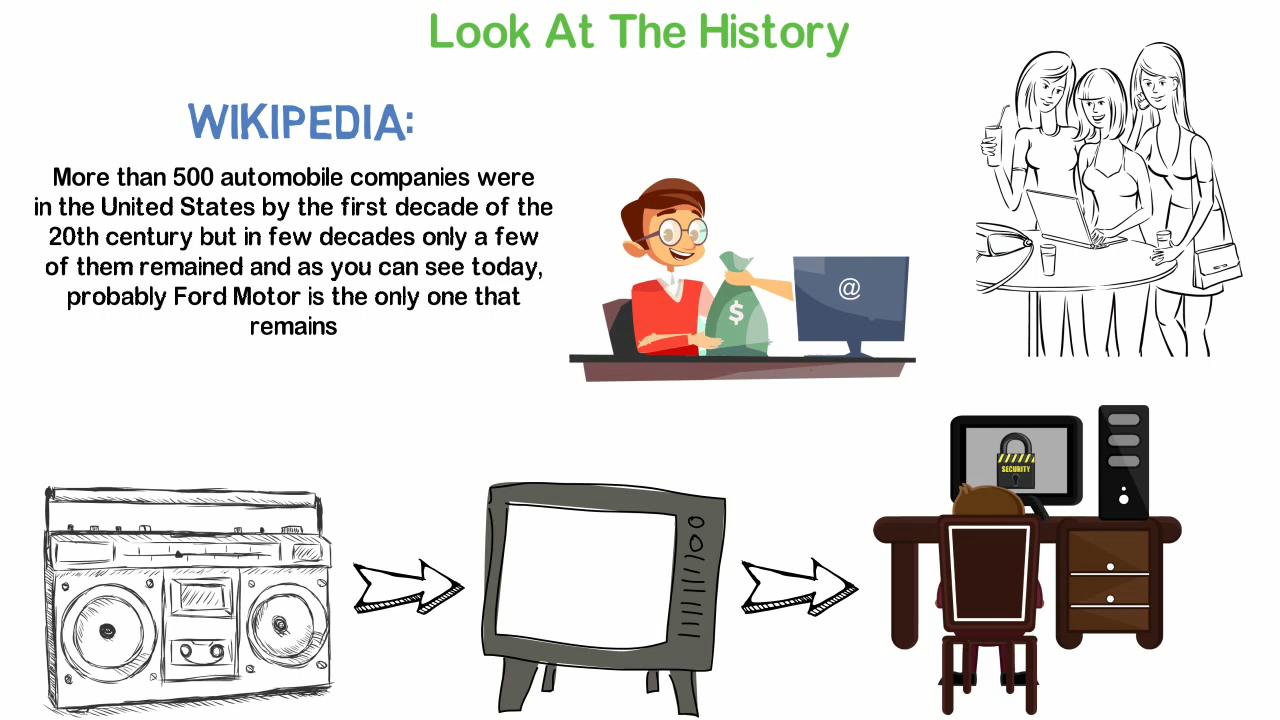 Look At The History
WIKIPEDIA:
More than 500 automobile companies were
in the United States by the first decade of the
20th century but in few decades only a few
of them remained and as you can see today,
probably Ford Motor is the only one that
remains
$
@
SECURITY